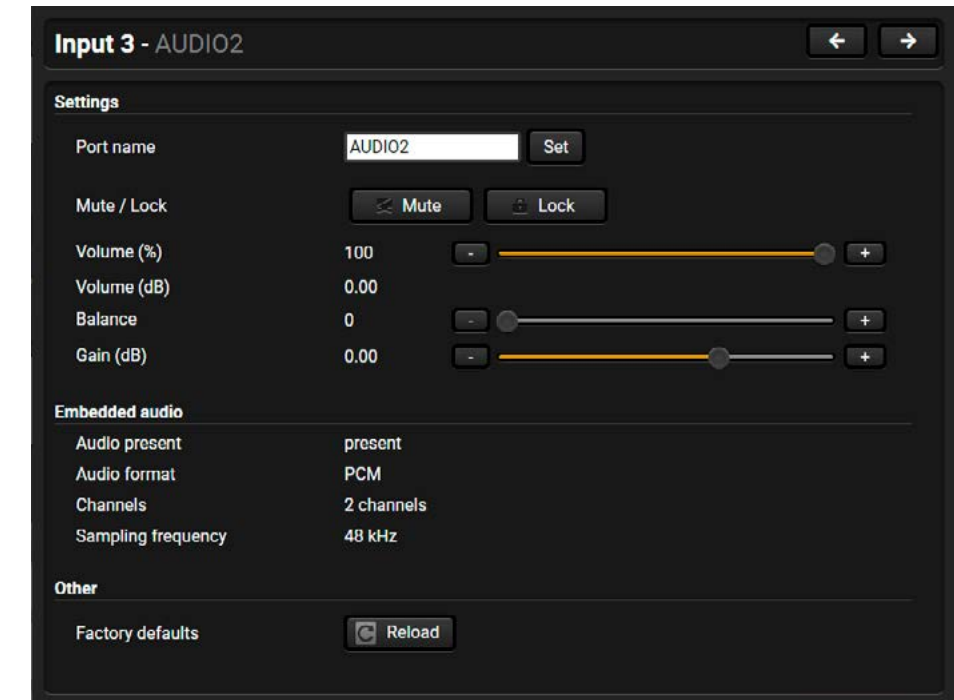 Input 3 - AUDIO2
Settings
Port name AUDIO2 Set
Mute / Lock Mute Lock
Volume (%) 100 - +
Volume (dB) 0.00
Balance 0 - +
Gain (dB) 0.00 - +
Embedded audio
Audio present present
Audio format PCM
Channels 2 channels
Sampling frequency 48 kHz
Other
Factory defaults Reload